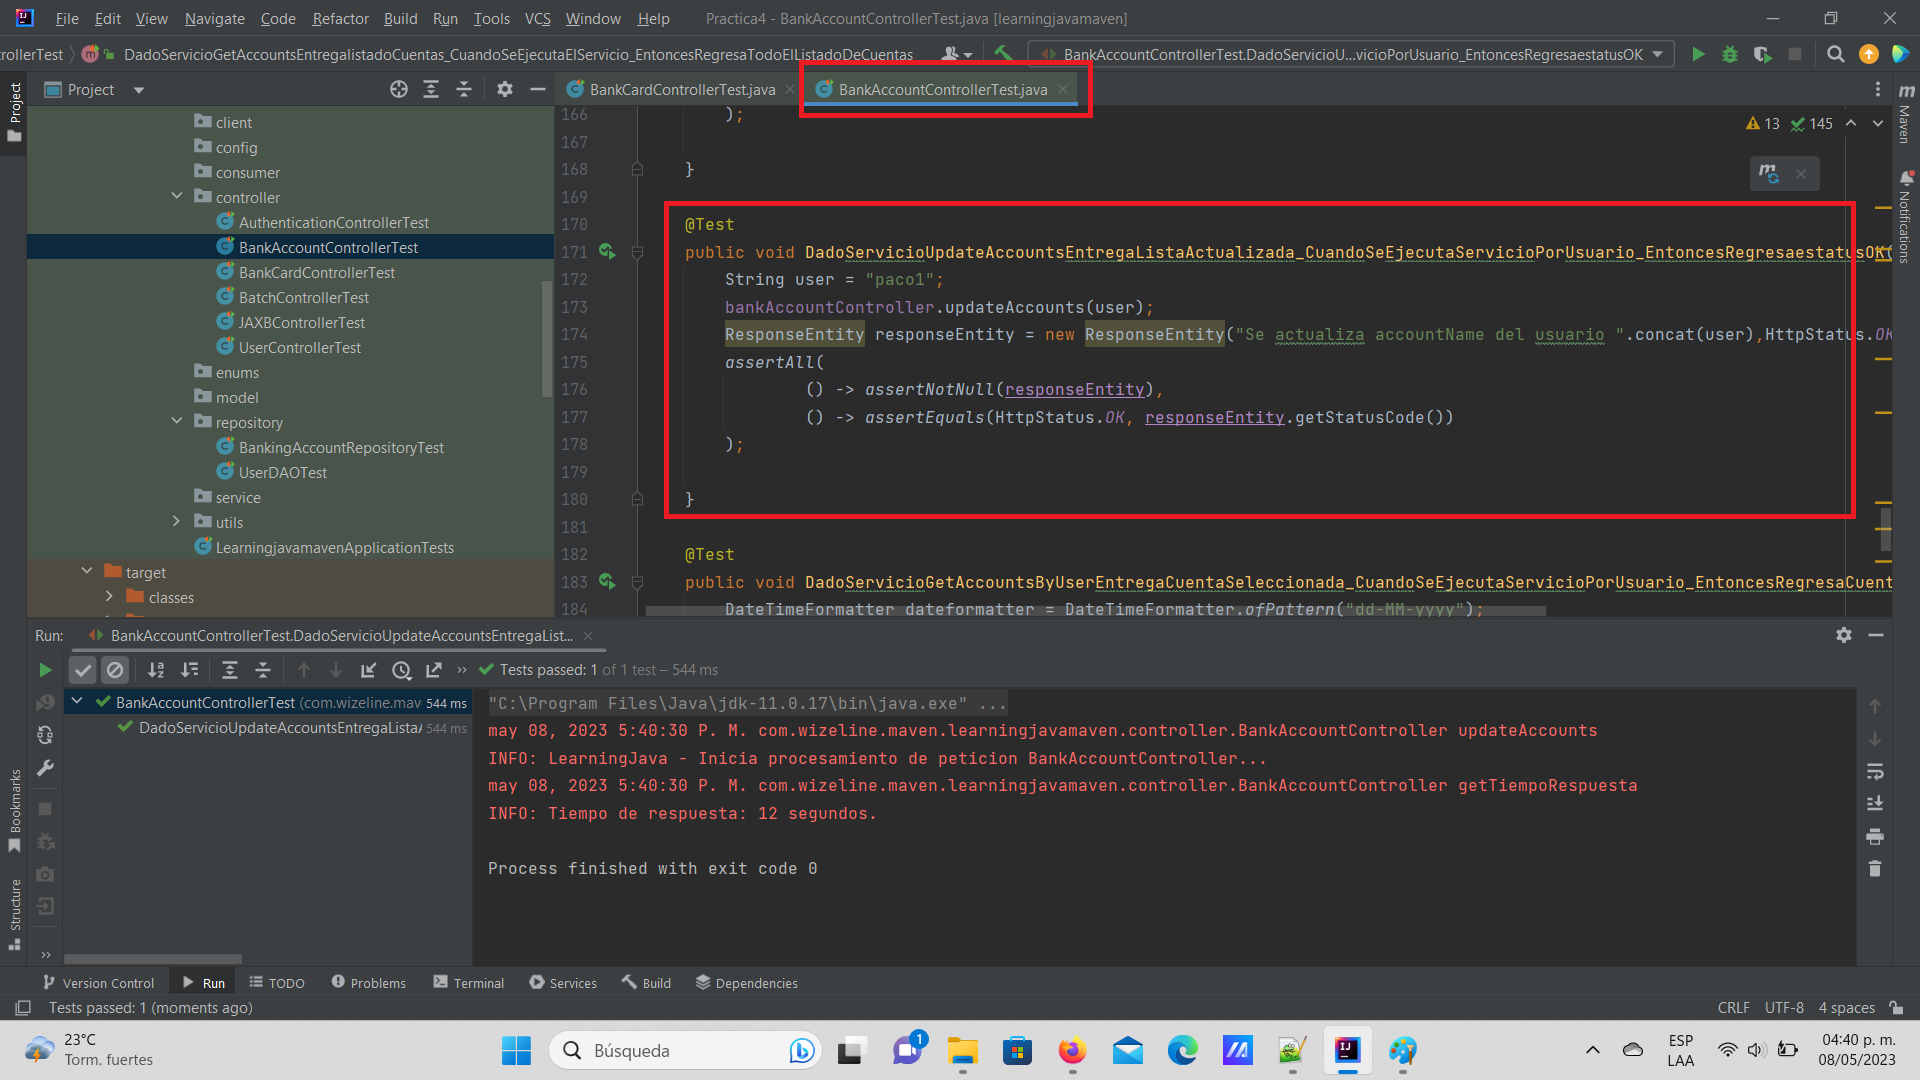 File Edit View Navigate Code Refactor Build Run Tools VCS Window Help Practica4 - BankAccountControllerTest.java [learningjavamaven]
rollerTest DadoServicioGetAccountsEntregalistadoCuentas_CuandoSeEjecutaElServicio_EntoncesRegresaTodoElListadoDeCuentas BankAccountControllerTest.DadoServicioU...vicioPorUsuario_EntoncesRegresaestatusOK
Project
Project
BankCardControllerTest.java
BankAccountControllerTest.java
Maven
Notifications
client
config
consumer
controller
AuthenticationControllerTest
BankAccountControllerTest
BankCardControllerTest
BatchControllerTest
JAXBControllerTest
UserControllerTest
enums
model
repository
BankingAccountRepositoryTest
UserDAOTest
service
utils
LearningjavamavenApplicationTests
target
classes
13 145
166 );
167
168 }
169
170 @Test
171 public void DadoServicioUpdateAccountsEntregaListaActualizada_CuandoSeEjecutaServicioPorUsuario_EntoncesRegresaestatusOK(
172 String user = "paco1";
173 bankAccountController.updateAccounts(user);
174 ResponseEntity responseEntity = new ResponseEntity("Se actualiza accountName del usuario ".concat(user),HttpStatus.OK
175 assertAll(
176 () -> assertNotNull(responseEntity),
177 () -> assertEquals(HttpStatus.OK, responseEntity.getStatusCode())
178 );
179
180 }
181
182 @Test
183 public void DadoServicioGetAccountsByUserEntregaCuentaSeleccionada_CuandoSeEjecutaServicioPorUsuario_EntoncesRegresaCuent
184 DateTimeFormatter dateformatter = DateTimeFormatter.ofPattern("dd-MM-yyyy");
Run: BankAccountControllerTest.DadoServicioUpdateAccountsEntregaList...
Tests passed: 1 of 1 test – 544 ms
BankAccountControllerTest (com.wizeline.mav 544 ms
DadoServicioUpdateAccountsEntregaListaA 544 ms
"C:\Program Files\Java\jdk-11.0.17\bin\java.exe" ...
may 08, 2023 5:40:30 P. M. com.wizeline.maven.learningjavamaven.controller.BankAccountController updateAccounts
INFO: LearningJava - Inicia procesamiento de peticion BankAccountController...
may 08, 2023 5:40:30 P. M. com.wizeline.maven.learningjavamaven.controller.BankAccountController getTiempoRespuesta
INFO: Tiempo de respuesta: 12 segundos.
Process finished with exit code 0
Bookmarks
Structure
Version Control Run TODO Problems Terminal Services Build Dependencies
Tests passed: 1 (moments ago)
CRLF UTF-8 4 spaces
23°C
Torm. fuertes
Búsqueda
1
ESP
LAA
04:40 p. m.
08/05/2023